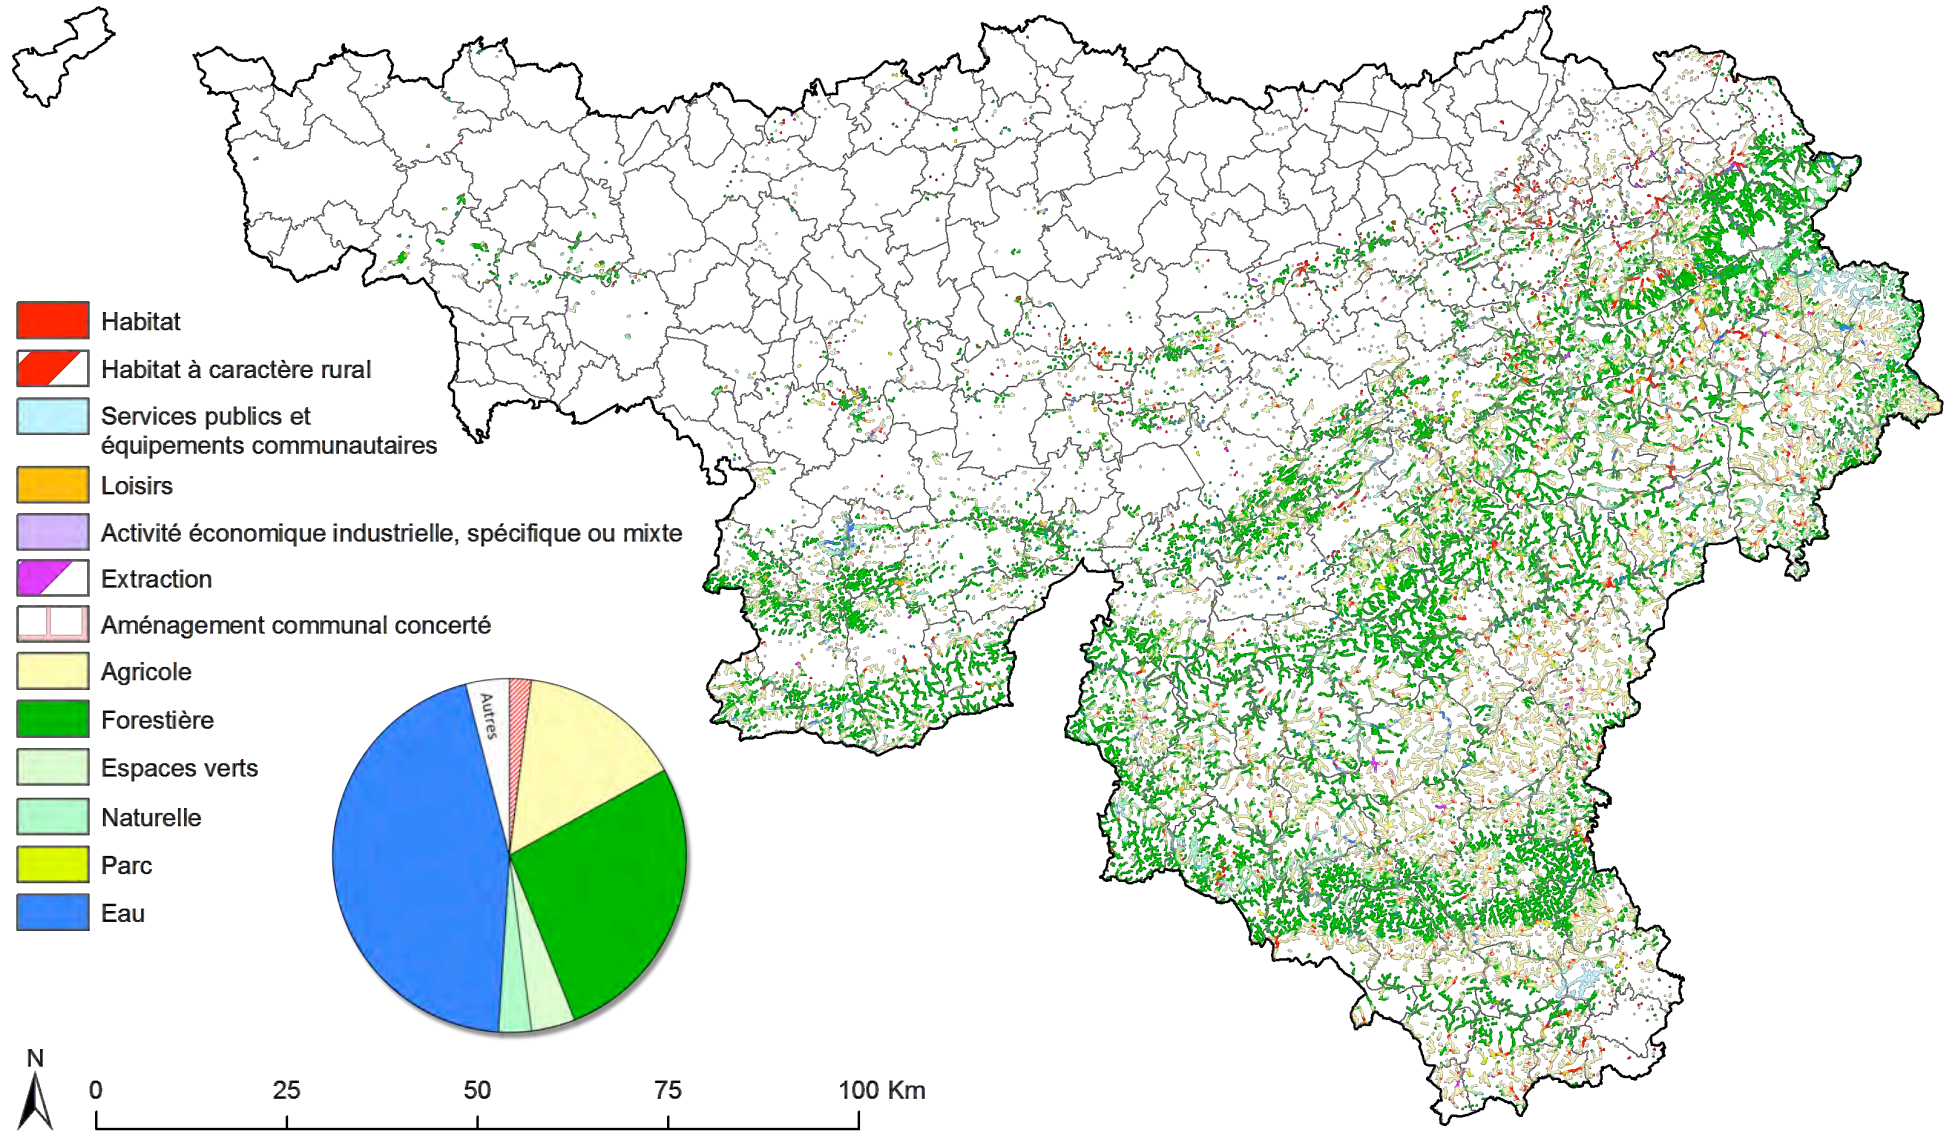 Habitat
Habitat à caractère rural
Services publics et
équipements communautaires
Loisirs
Activité économique industrielle, spécifique ou mixte
Extraction
Aménagement communal concerté
Agricole
Forestière
Espaces verts
Naturelle
Parc
Eau
Autres
N
0 25 50 75 100 Km